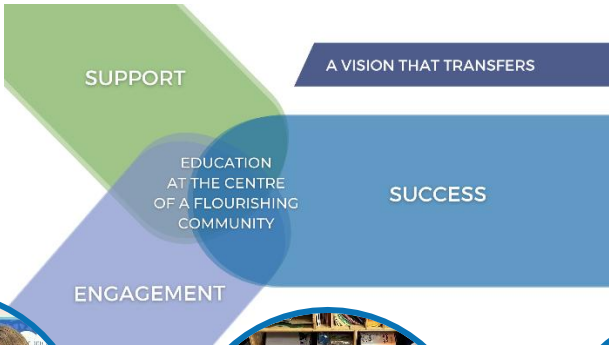 SUPPORT
A VISION THAT TRANSFERS
EDUCATION
AT THE CENTRE
OF A FLOURISHING
COMMUNITY
SUCCESS
ENGAGEMENT